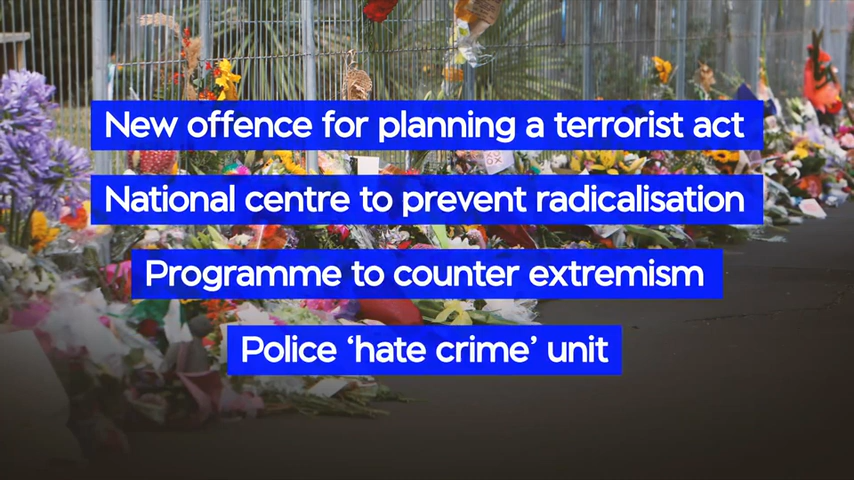 New offence for planning a terrorist act
National centre to prevent radicalisation
Programme to counter extremism
Police ‘hate crime’ unit